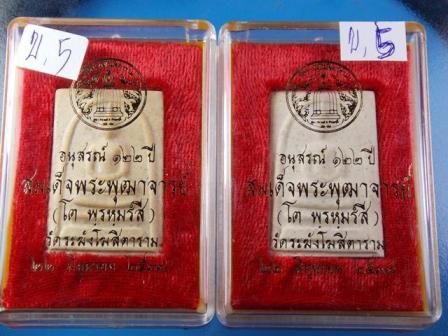 ข.5
อนุสรณ์ ๑๒๒ ปี
สมเด็จพระพุฒาจารย์
(โต พรหมรังสี)
วัดระฆังโฆสิตาราม
ข.5
อนุสรณ์ ๑๒๒ ปี
สมเด็จพระพุฒาจารย์
(โต พรหมรังสี)
วัดระฆังโฆสิตาราม